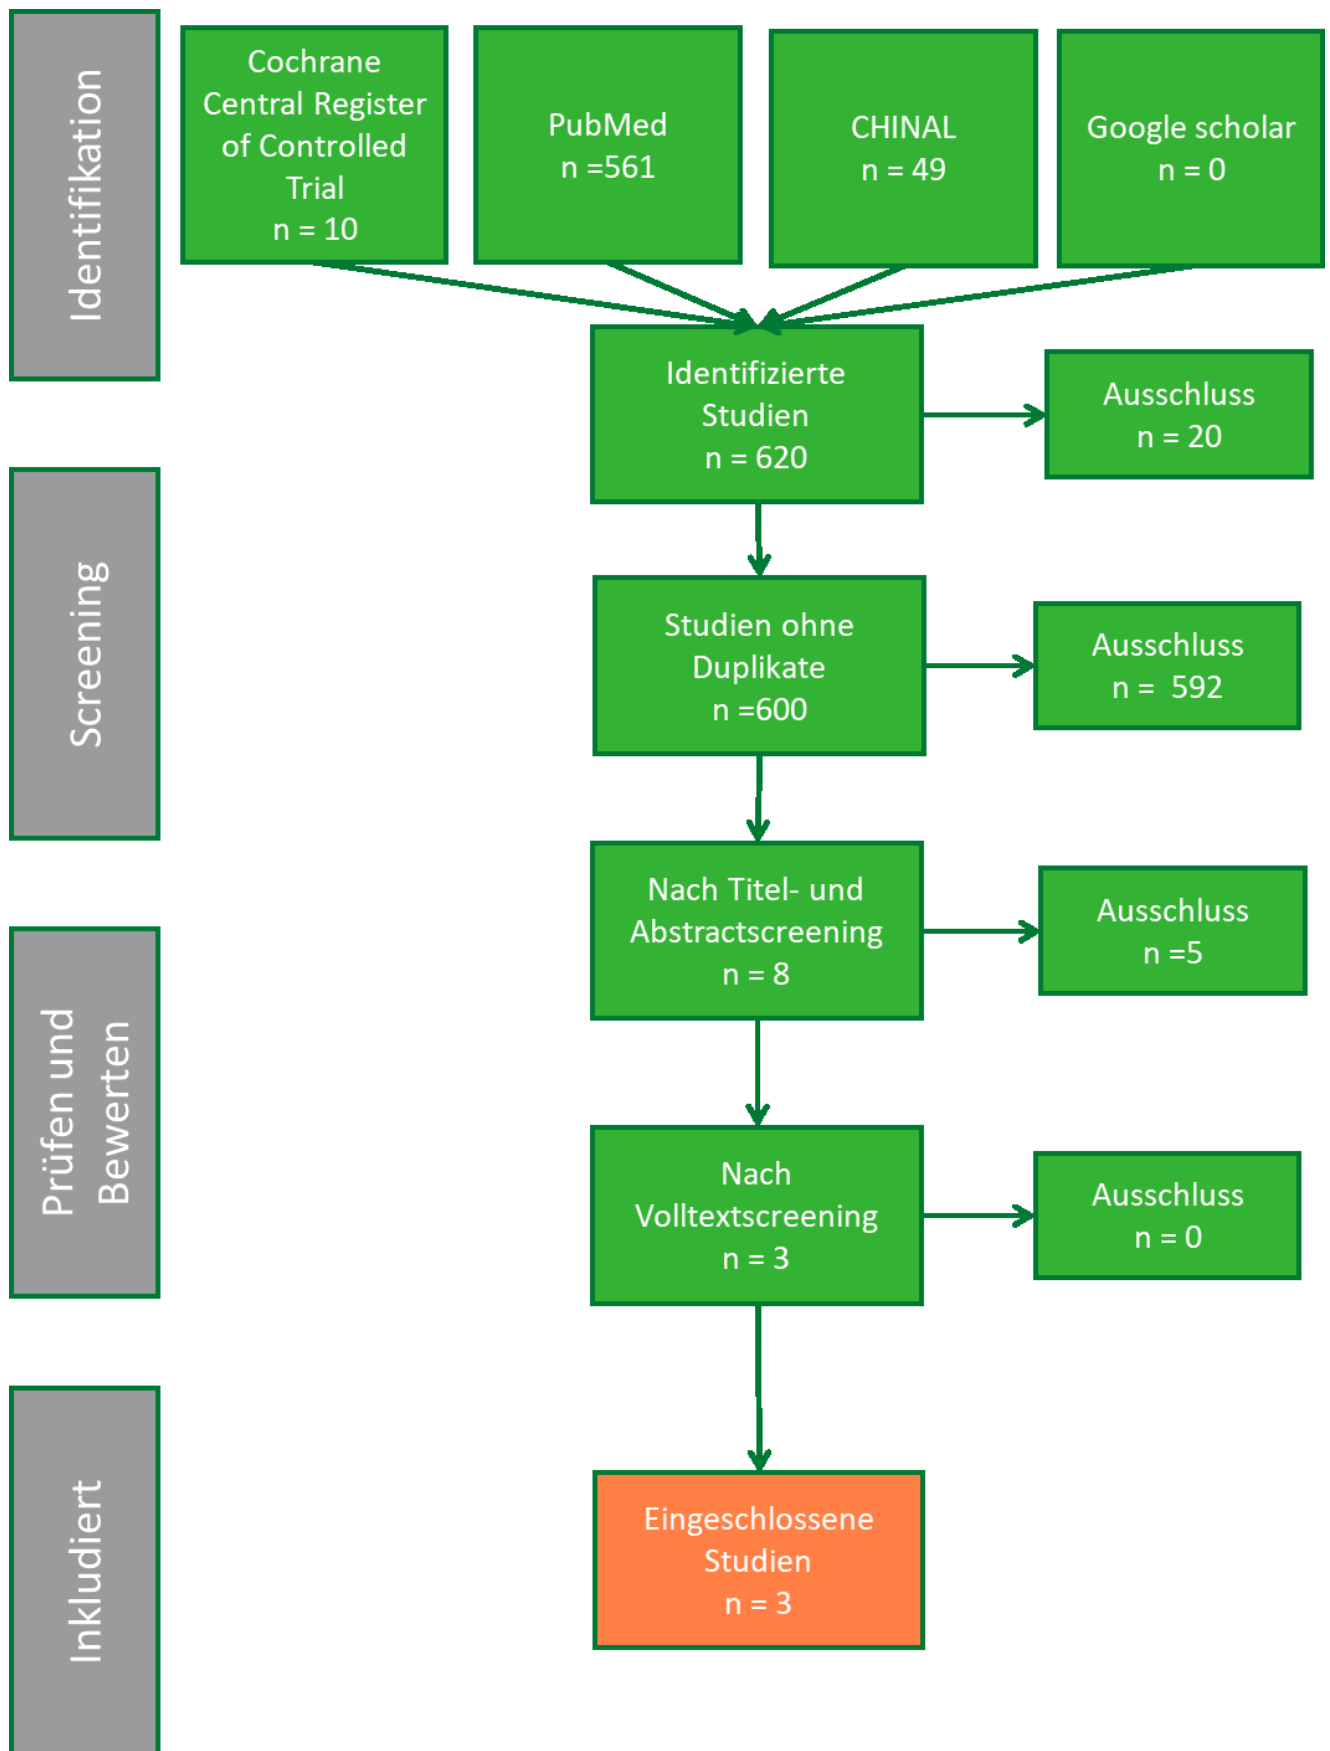 Identifikation
Cochrane
Central Register
of Controlled
Trial
n = 10
PubMed
n =561
CHINAL
n = 49
Google scholar
n = 0
Identifizierte
Studien
n = 620
Ausschluss
n = 20
Screening
Studien ohne
Duplikate
n =600
Ausschluss
n =  592
Nach Titel- und
Abstractscreening
n = 8
Ausschluss
n =5
Prüfen und
Bewerten
Nach
Volltextscreening
n = 3
Ausschluss
n = 0
Inkludiert
Eingeschlossene
Studien
n = 3